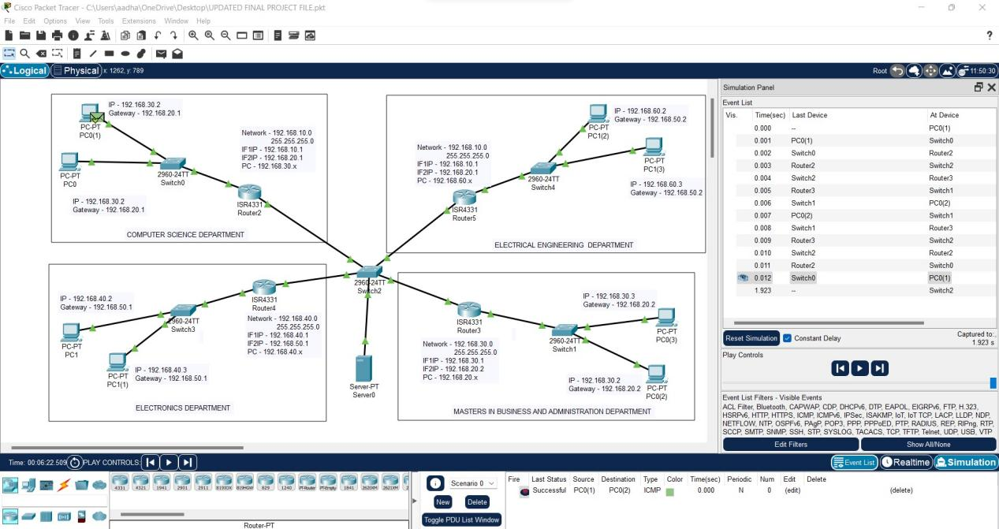 Cisco Packet Tracer - C:\Users\aadha\OneDrive\Desktop\UPDATED FINAL PROJECT FILE.pkt
File Edit Options View Tools Extensions Window Help
Logical Physical x: 1262, y: 789 Root 11:50:30
IP - 192.168.30.2
Gateway - 192.168.20.1
PC-PT
PC0(1)
PC-PT
PC0
IP - 192.168.30.2
Gateway - 192.168.20.1
2960-24TT
Switch0
Network - 192.168.10.0
255.255.255.0
IF1IP - 192.168.10.1
IF2IP - 192.168.20.1
PC - 192.168.30.x
ISR4331
Router2
COMPUTER SCIENCE DEPARTMENT
IP - 192.168.60.2
Gateway - 192.168.50.2
PC-PT
PC1(2)
Network - 192.168.10.0
255.255.255.0
IF1IP - 192.168.10.1
IF2IP - 192.168.20.1
PC - 192.168.60.x
PC-PT
PC1(3)
2960-24TT
Switch4
IP - 192.168.60.3
Gateway - 192.168.50.2
ISR4331
Router5
ELECTRICAL ENGINEERING DEPARTMENT
2960-24TT
Switch2
IP - 192.168.40.2
Gateway - 192.168.50.1
PC-PT
PC1
2960-24TT
Switch3
ISR4331
Router4
Network - 192.168.40.0
255.255.255.0
IF1IP - 192.168.40.1
IF2IP - 192.168.50.1
PC - 192.168.40.x
PC-PT
PC1(1)
IP - 192.168.40.3
Gateway - 192.168.50.1
ELECTRONICS DEPARTMENT
Server-PT
Server0
ISR4331
Router3
Network - 192.168.30.0
255.255.255.0
IF1IP - 192.168.30.1
IF2IP - 192.168.20.2
PC - 192.168.20.x
IP - 192.168.30.3
Gateway - 192.168.20.2
PC-PT
PC0(3)
2960-24TT
Switch1
IP - 192.168.30.2
Gateway - 192.168.20.2
PC-PT
PC0(2)
MASTERS IN BUSINESS AND ADMINISTRATION DEPARTMENT
Simulation Panel
Event List
Vis. Time(sec) Last Device At Device
0.000 -- PC0(1)
0.001 PC0(1) Switch0
0.002 Switch0 Router2
0.003 Router2 Switch2
0.004 Switch2 Router3
0.005 Router3 Switch1
0.006 Switch1 PC0(2)
0.007 PC0(2) Switch1
0.008 Switch1 Router3
0.009 Router3 Switch2
0.010 Switch2 Router2
0.011 Router2 Switch0
0.012 Switch0 PC0(1)
1.923 -- Switch2
Reset Simulation Constant Delay Captured to:
1.923 s
Play Controls
Event List Filters - Visible Events
ACL Filter, Bluetooth, CAPWAP, CDP, DHCPv6, DTP, EAPOL, EIGRPv6, FTP, H.323,
HSRPv6, HTTP, HTTPS, ICMP, ICMPv6, IPSec, ISAKMP, IoT, IoT TCP, LACP, LLDP, NDP,
NETFLOW, NTP, OSPFv6, PAgP, POP3, PPP, PPPoED, PTP, RADIUS, REP, RIPng, RTP,
SCCP, SMTP, SNMP, SSH, STP, SYSLOG, TACACS, TCP, TFTP, Telnet, UDP, USB, VTP
Edit Filters Show All/None
Time: 00:06:22.509 PLAY CONTROLS: Event List Realtime Simulation
4331 4321 1941 2901 2911 819IOX 819HGW 829 1240 PT-Router PT-Empty 1841 2620XM 2621XM
Router-PT
Scenario 0
New Delete
Toggle PDU List Window
Fire Last Status Source Destination Type Color Time(sec) Periodic Num Edit Delete
Successful PC0(1) PC0(2) ICMP 0.000 N 0 (edit) (delete)